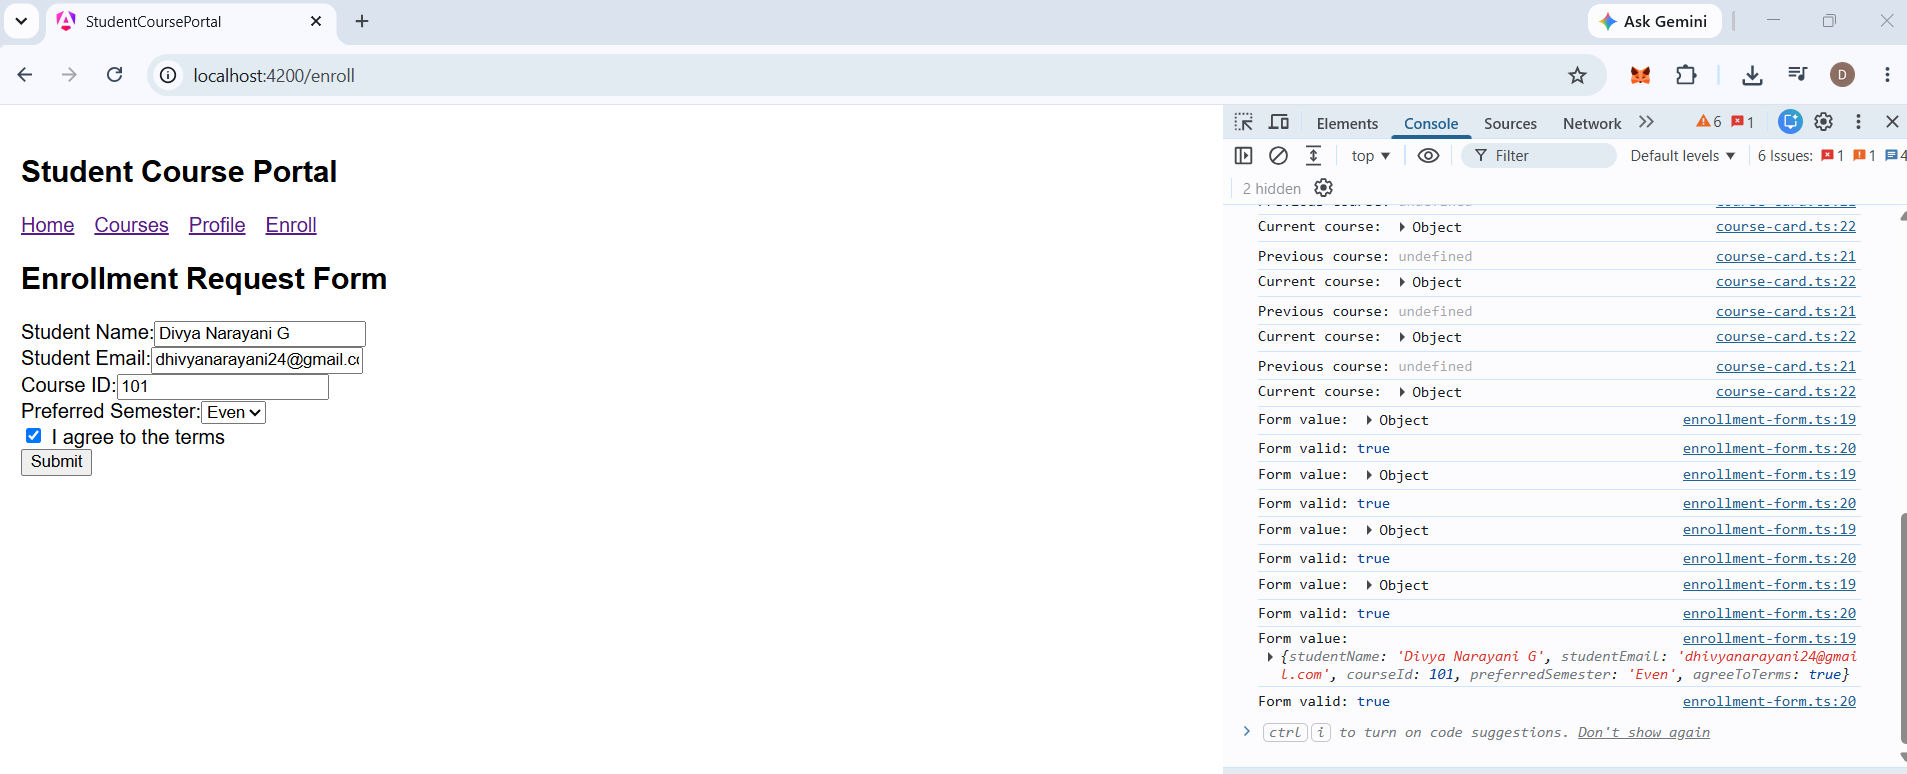 StudentCoursePortal
Ask Gemini
localhost:4200/enroll
D
Student Course Portal
Home Courses Profile Enroll
Enrollment Request Form
Student Name: Divya Narayani G
Student Email: dhivyanarayani24@gmail.co
Course ID: 101
Preferred Semester: Even
I agree to the terms
Submit
Elements Console Sources Network 6 1
top Filter Default levels 6 Issues: 1 1 4
2 hidden
Previous course: undefined course-card.ts:21
Current course: Object course-card.ts:22
Previous course: undefined course-card.ts:21
Current course: Object course-card.ts:22
Previous course: undefined course-card.ts:21
Current course: Object course-card.ts:22
Previous course: undefined course-card.ts:21
Current course: Object course-card.ts:22
Form value: Object enrollment-form.ts:19
Form valid: true enrollment-form.ts:20
Form value: Object enrollment-form.ts:19
Form valid: true enrollment-form.ts:20
Form value: Object enrollment-form.ts:19
Form valid: true enrollment-form.ts:20
Form value: Object enrollment-form.ts:19
Form valid: true enrollment-form.ts:20
Form value: enrollment-form.ts:19
{studentName: 'Divya Narayani G', studentEmail: 'dhivyanarayani24@gmai
l.com', courseId: 101, preferredSemester: 'Even', agreeToTerms: true}
Form valid: true enrollment-form.ts:20
ctrl i to turn on code suggestions. Don't show again